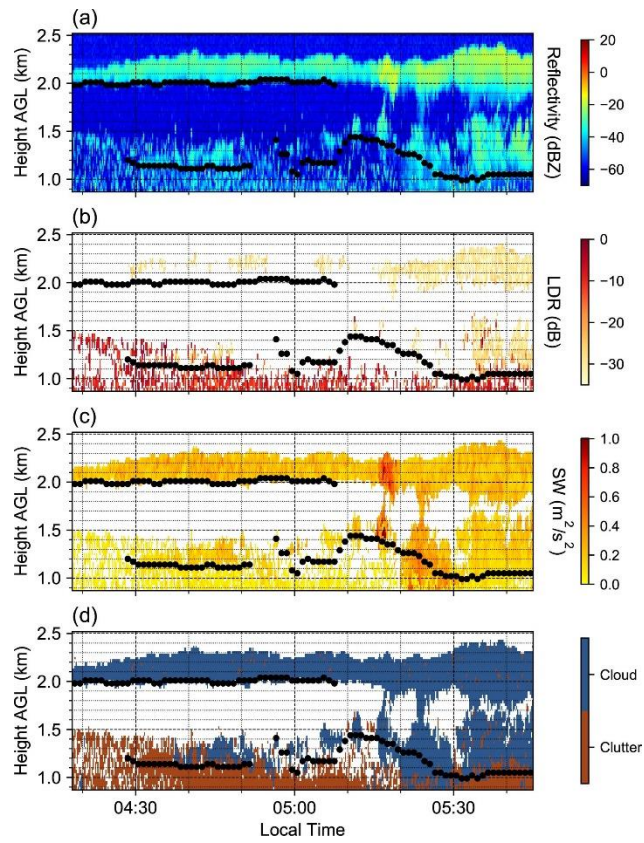 (a)
Height AGL (km)
2.5
2.0
1.5
1.0
Reflectivity (dBZ)
20
0
−20
−40
−60
(b)
Height AGL (km)
2.5
2.0
1.5
1.0
LDR (dB)
0
−10
−20
−30
(c)
Height AGL (km)
2.5
2.0
1.5
1.0
SW (m²/s²)
1.0
0.8
0.6
0.4
0.2
0.0
(d)
Height AGL (km)
2.5
2.0
1.5
1.0
Cloud
Clutter
04:30 05:00 05:30
Local Time